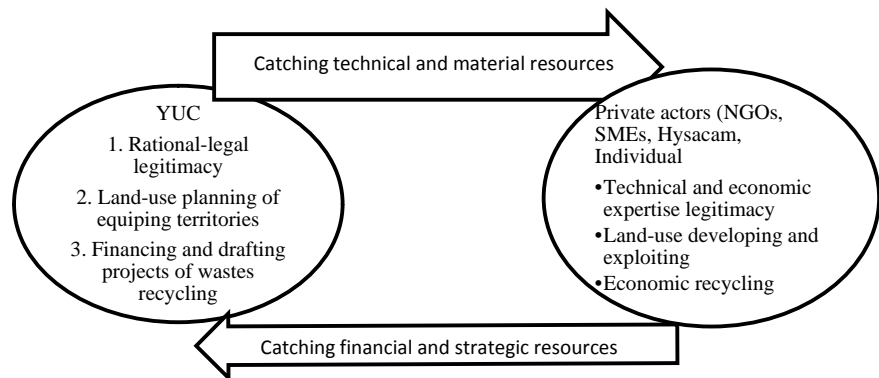 Catching technical and material resources
YUC
1. Rational-legal
legitimacy
2. Land-use planning of
equiping territories
3. Financing and drafting
projects of wastes
recycling
Private actors (NGOs,
SMEs, Hysacam,
Individual
•Technical and economic
expertise legitimacy
•Land-use developing and
exploiting
•Economic recycling
Catching financial and strategic resources